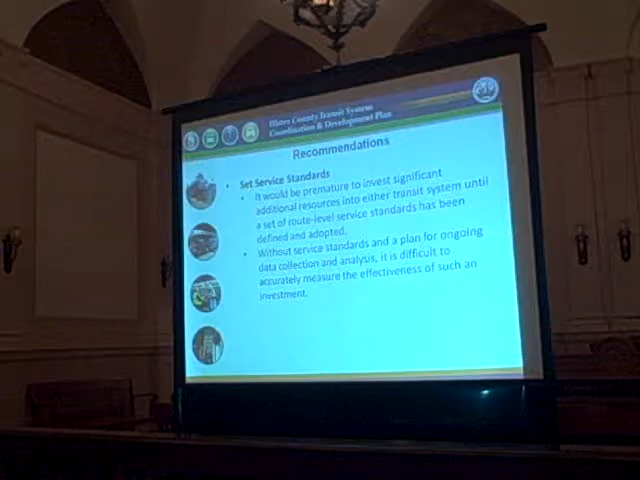 Ulster County Transit System
Coordination & Development Plan
Recommendations
• Set Service Standards
• It would be premature to invest significant
additional resources into either transit system until
a set of route-level service standards has been
defined and adopted.
• Without service standards and a plan for ongoing
data collection and analysis, it is difficult to
accurately measure the effectiveness of such an
investment.